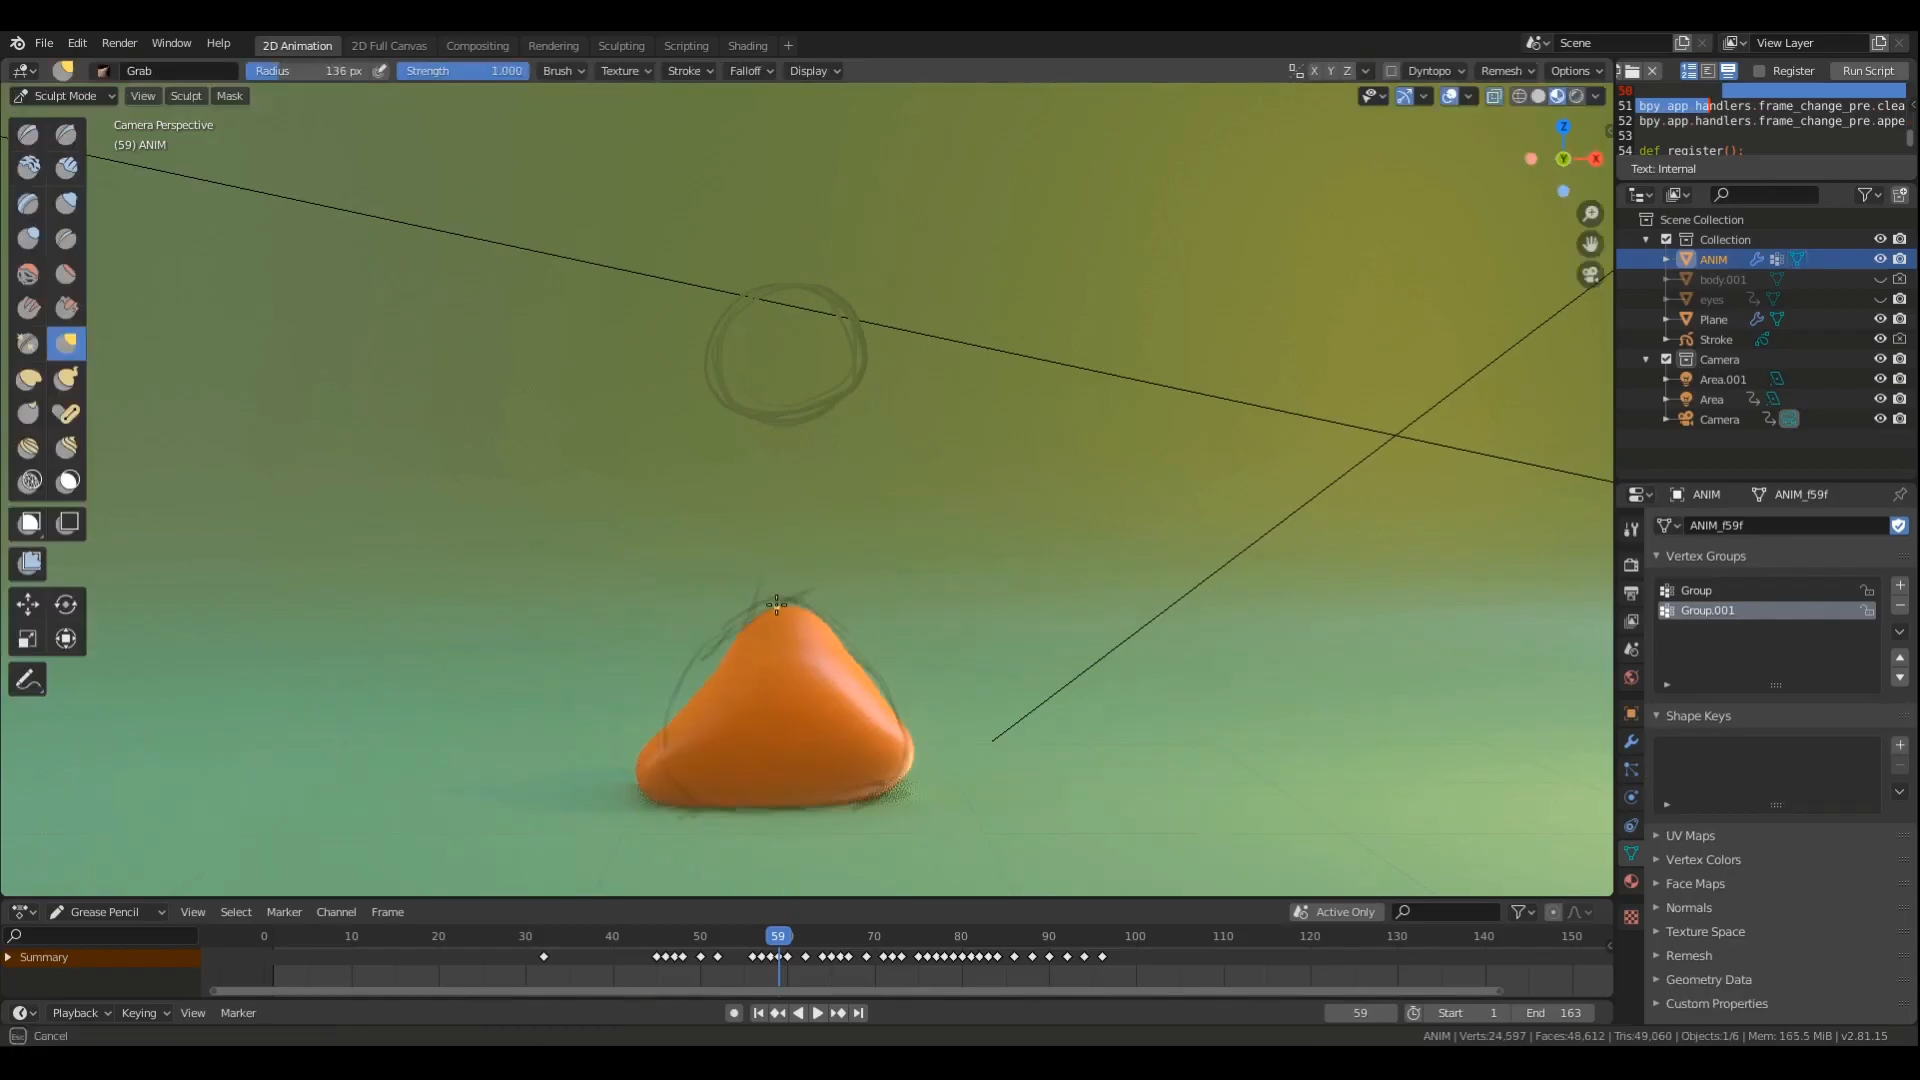 File Edit Render Window Help 2D Animation 2D Full Canvas Compositing Rendering Sculpting Scripting Shading + Scene View Layer
Grab Radius 136 px Strength 1.000 Brush Texture Stroke Falloff Display X Y Z Dyntopo Remesh Options Register Run Script
Sculpt Mode View Sculpt Mask
50
51 bpy.app.handlers.frame_change_pre.clea
52 bpy.app.handlers.frame_change_pre.appe
53
54 def register():
Text: Internal
Camera Perspective
(59) ANIM
Z
Y
X
Scene Collection
Collection
ANIM
body.001
eyes
Plane
Stroke
Camera
Area.001
Area
Camera
ANIM ANIM_f59f
ANIM_f59f
Vertex Groups
Group
Group.001
Shape Keys
UV Maps
Vertex Colors
Face Maps
Normals
Texture Space
Remesh
Geometry Data
Custom Properties
Grease Pencil View Select Marker Channel Frame Active Only
0 10 20 30 40 50 59 70 80 90 100 110 120 130 140 150
Summary
Playback Keying View Marker 59 Start 1 End 163
Esc Cancel
ANIM | Verts:24,597 | Faces:48,612 | Tris:49,060 | Objects:1/6 | Mem: 165.5 MiB | v2.81.15